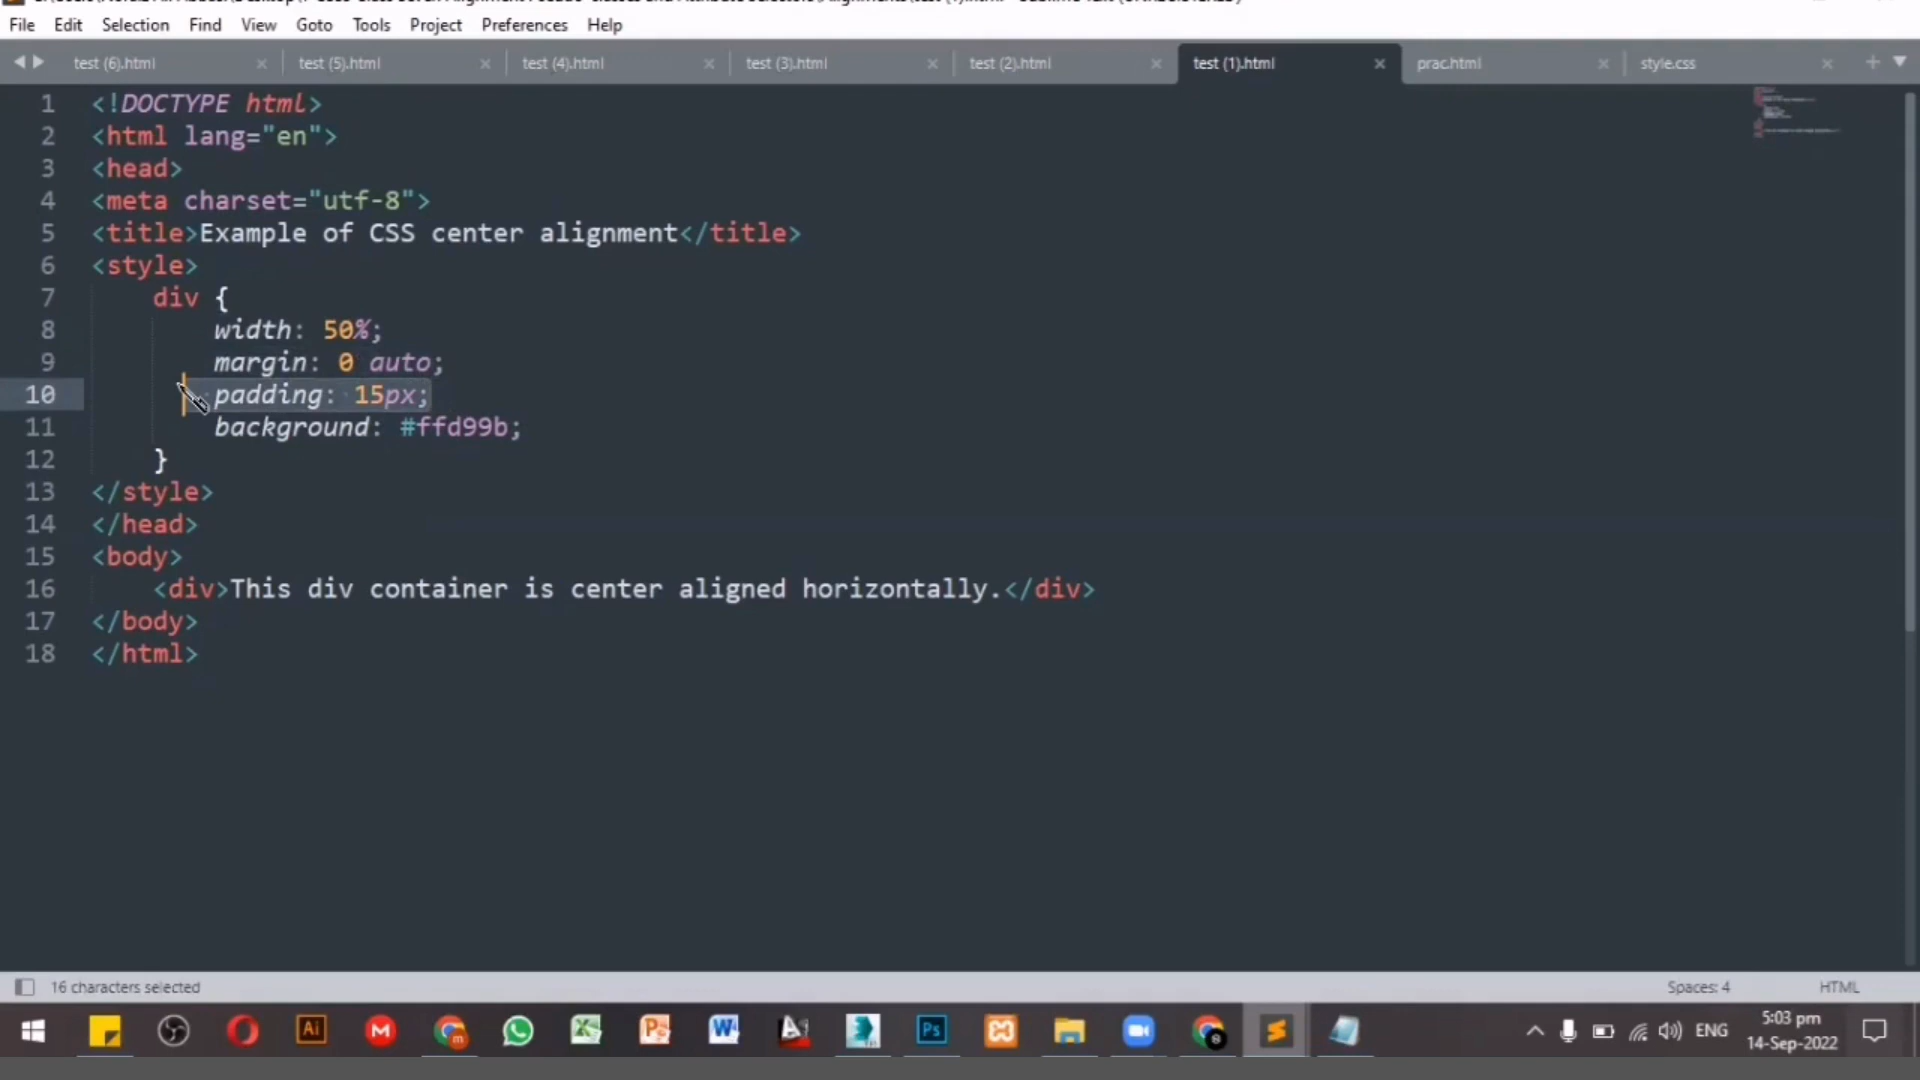 File Edit Selection Find View Goto Tools Project Preferences Help
test (6).html test (5).html test (4).html test (3).html test (2).html test (1).html prac.html style.css
1 <!DOCTYPE html>
2 <html lang="en">
3 <head>
4 <meta charset="utf-8">
5 <title>Example of CSS center alignment</title>
6 <style>
7 div {
8 width: 50%;
9 margin: 0 auto;
10 padding: 15px;
11 background: #ffd99b;
12 }
13 </style>
14 </head>
15 <body>
16 <div>This div container is center aligned horizontally.</div>
17 </body>
18 </html>
16 characters selected Spaces: 4 HTML
Ai Ps ENG 5:03 pm
14-Sep-2022